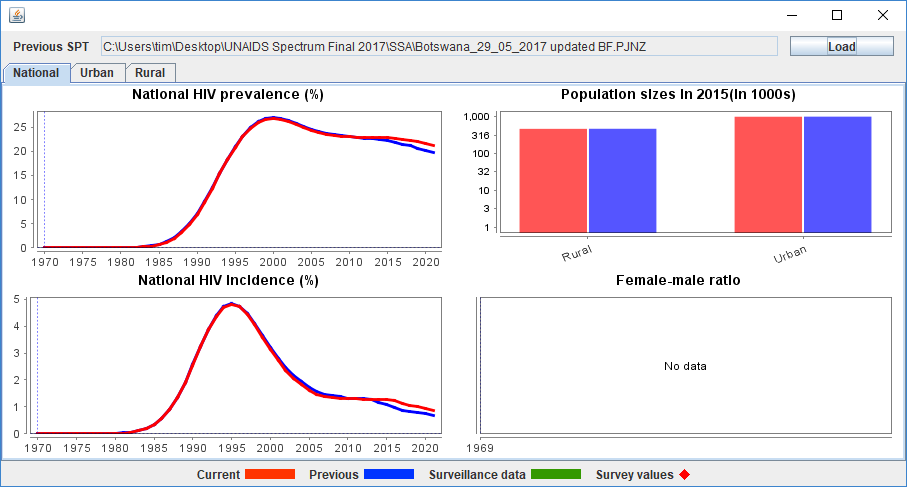 Previous SPT C:\Users\tim\Desktop\UNAIDS Spectrum Final 2017\SSA\Botswana_29_05_2017 updated BF.PJNZ Load
National Urban Rural
National HIV prevalence (%)
25
20
15
10
5
0
1970 1975 1980 1985 1990 1995 2000 2005 2010 2015 2020
Population sizes in 2015(in 1000s)
1,000
316
100
32
10
3
1
Rural Urban
National HIV incidence (%)
5
4
3
2
1
0
1970 1975 1980 1985 1990 1995 2000 2005 2010 2015 2020
Female-male ratio
No data
1969
Current Previous Surveillance data Survey values